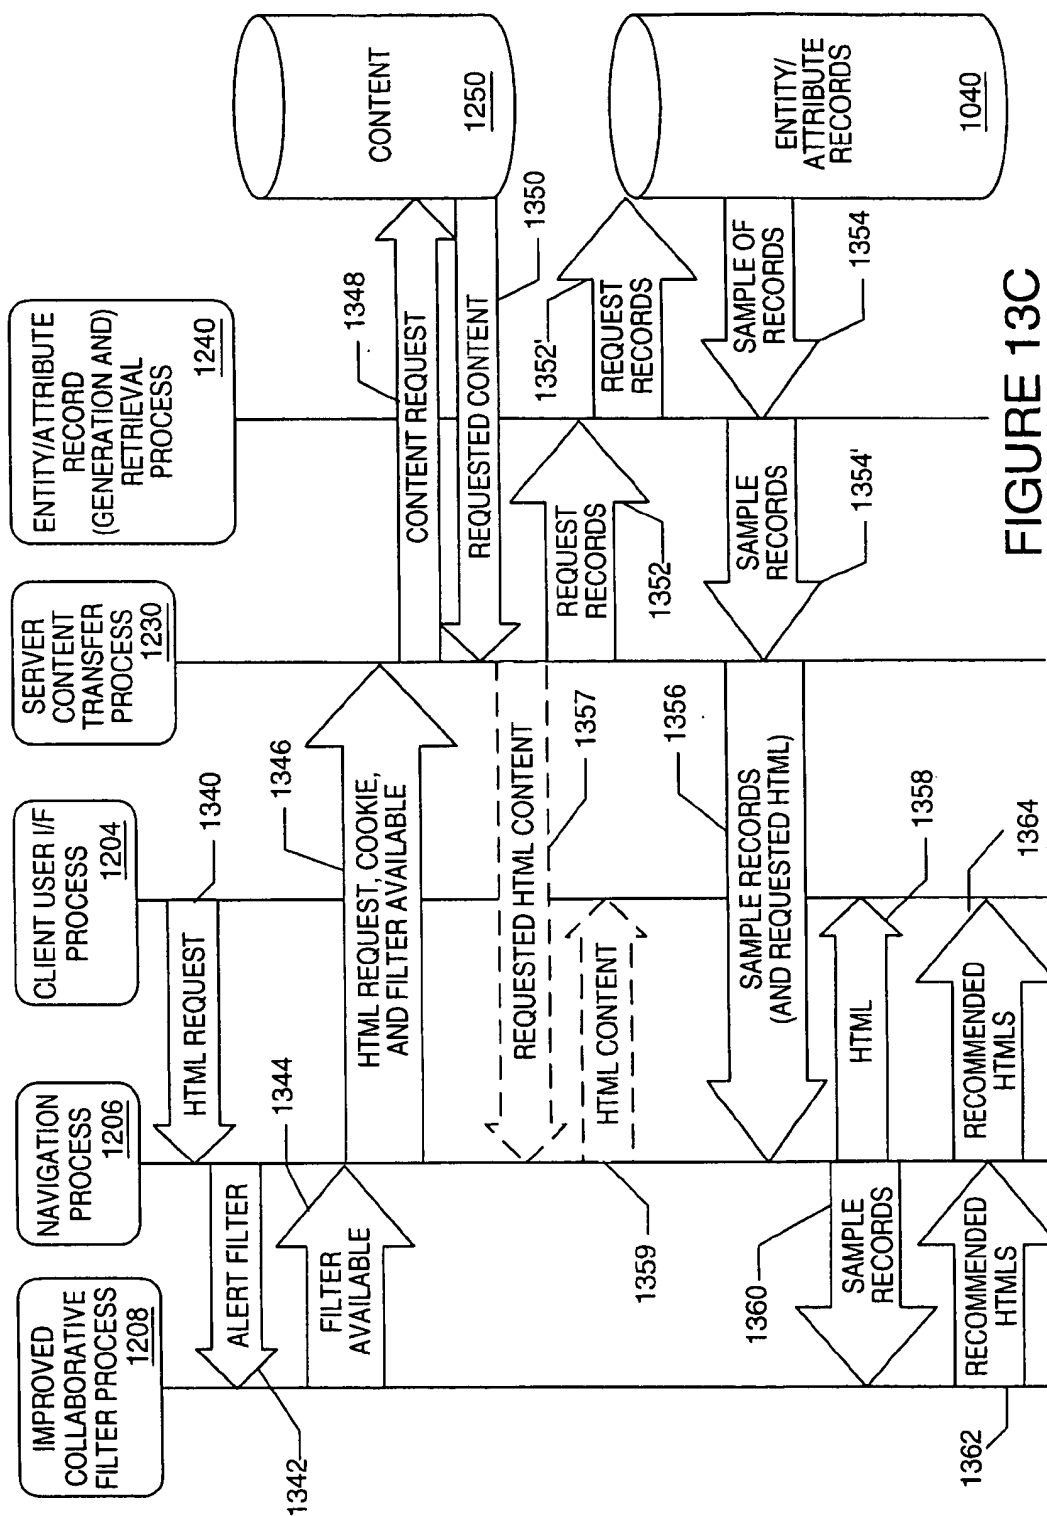 IMPROVED
COLLABORATIVE
FILTER PROCESS
1208
NAVIGATION
PROCESS
1206
CLIENT USER I/F
PROCESS
1204
SERVER
CONTENT
TRANSFER
PROCESS
1230
ENTITY/ATTRIBUTE
RECORD
(GENERATION AND)
RETRIEVAL
PROCESS
1240
CONTENT
1250
ENTITY/
ATTRIBUTE
RECORDS
1040
HTML REQUEST
1340
ALERT FILTER
1342
FILTER
AVAILABLE
1344
HTML REQUEST, COOKIE,
AND FILTER AVAILABLE
1346
CONTENT REQUEST
1348
REQUESTED CONTENT
1350
REQUESTED HTML CONTENT
1357
HTML CONTENT
1359
REQUEST
RECORDS
1352
REQUEST
RECORDS
1352'
SAMPLE OF
RECORDS
1354
SAMPLE
RECORDS
1354'
SAMPLE RECORDS
(AND REQUESTED HTML)
1356
HTML
1358
SAMPLE
RECORDS
1360
RECOMMENDED
HTMLS
1362
RECOMMENDED
HTMLS
1364
FIGURE 13C